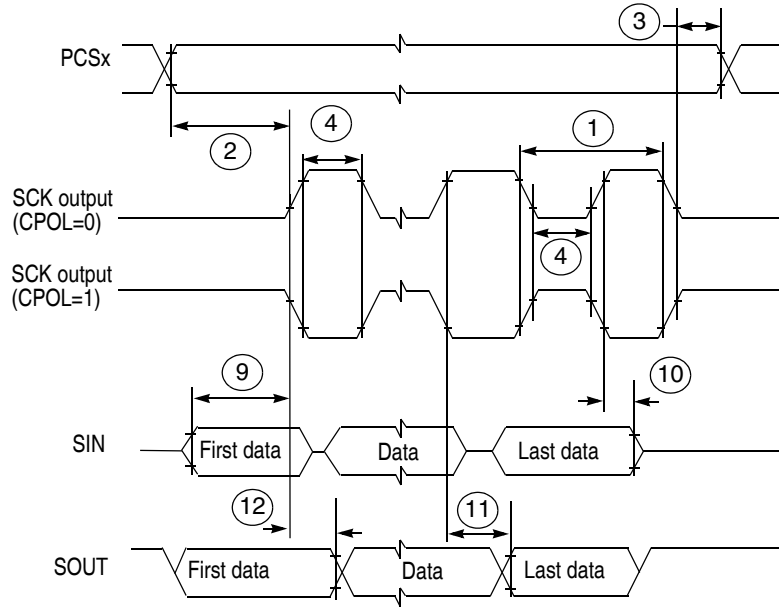 3
PCSx
2
4
1
SCK output
(CPOL=0)
4
SCK output
(CPOL=1)
9
10
SIN
First data
Data
Last data
12
11
SOUT
First data
Data
Last data